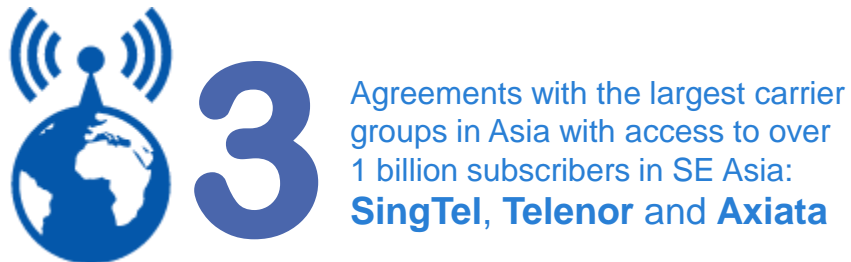 3
Agreements with the largest carrier
groups in Asia with access to over
1 billion subscribers in SE Asia:
SingTel, Telenor and Axiata